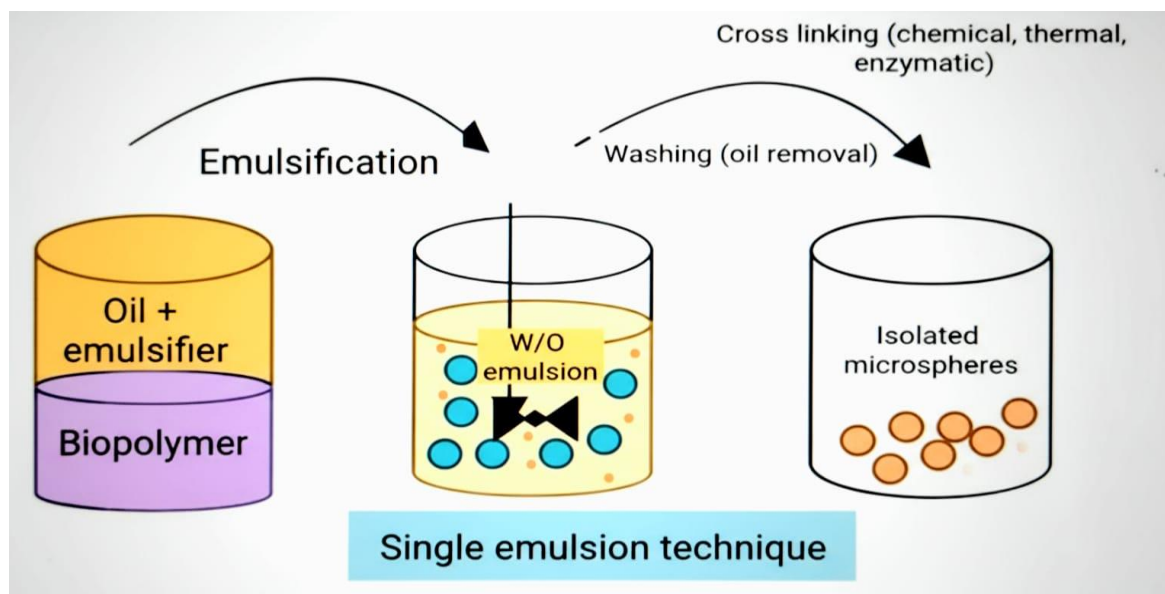 Cross linking (chemical, thermal,
enzymatic)
Emulsification
Washing (oil removal)
Oil +
emulsifier
Biopolymer
W/O
emulsion
Isolated
microspheres
Single emulsion technique